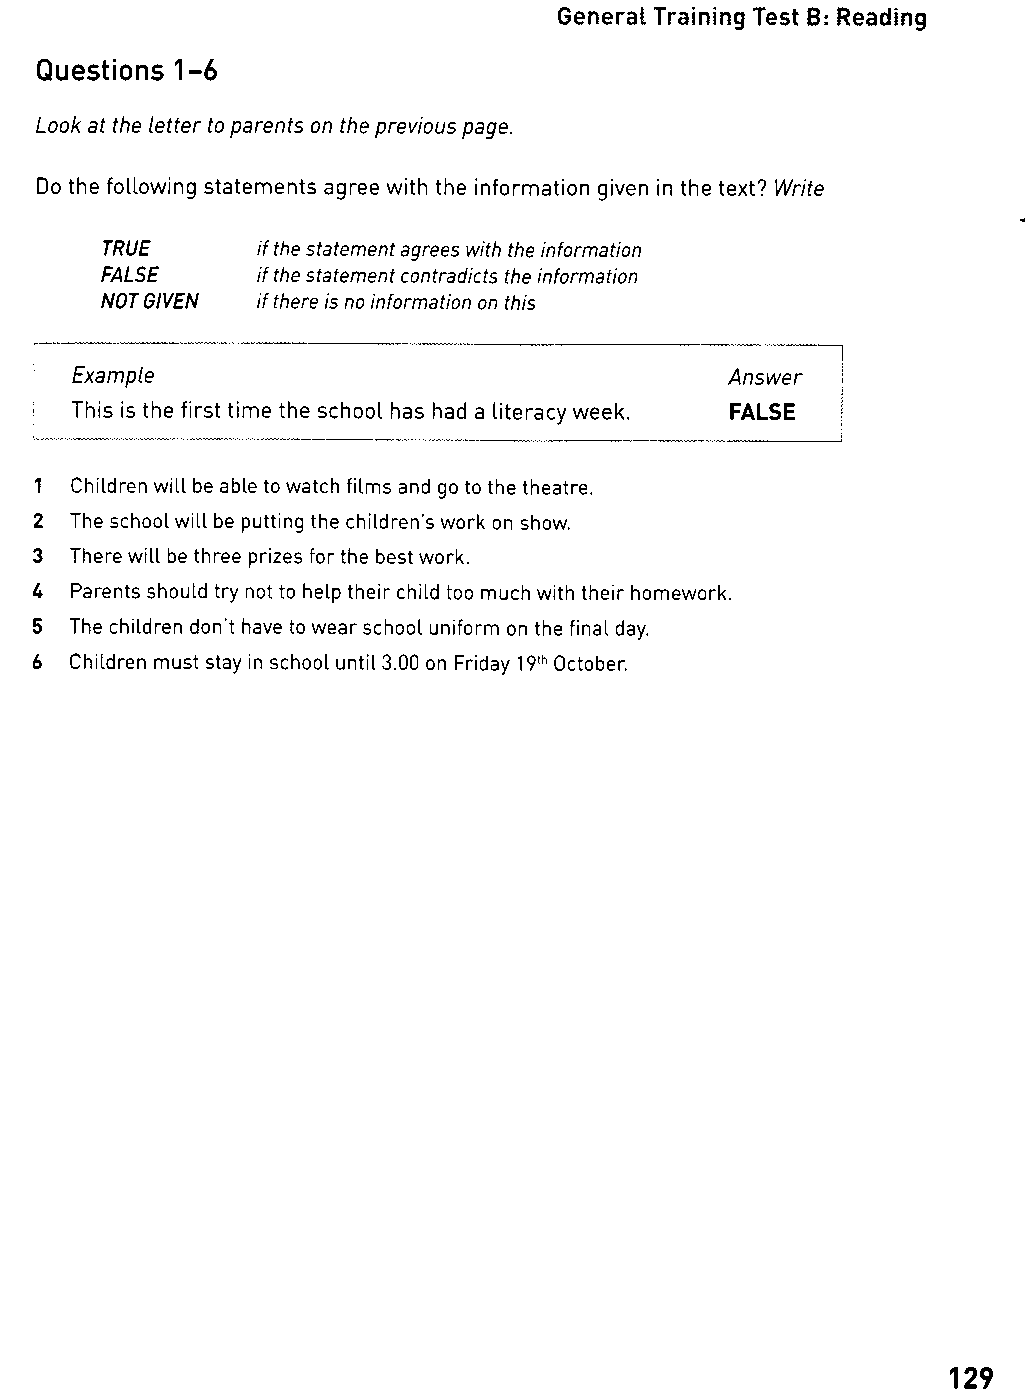 General Training Test B: Reading
Questions 1–6
Look at the letter to parents on the previous page.
Do the following statements agree with the information given in the text? Write
TRUE if the statement agrees with the information
FALSE if the statement contradicts the information
NOT GIVEN if there is no information on this
Example Answer
This is the first time the school has had a literacy week. FALSE
1 Children will be able to watch films and go to the theatre.
2 The school will be putting the children's work on show.
3 There will be three prizes for the best work.
4 Parents should try not to help their child too much with their homework.
5 The children don't have to wear school uniform on the final day.
6 Children must stay in school until 3.00 on Friday 19th October.
129